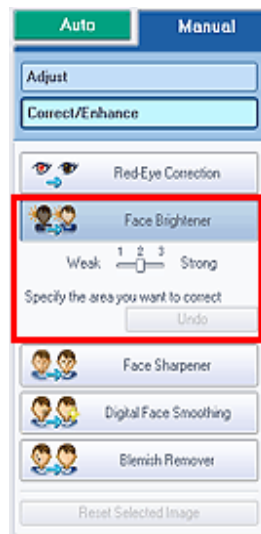 Auto Manual
Adjust
Correct/Enhance
Red-Eye Correction
Face Brightener
1 2 3
Weak Strong
Specify the area you want to correct
Undo
Face Sharpener
Digital Face Smoothing
Blemish Remover
Reset Selected Image